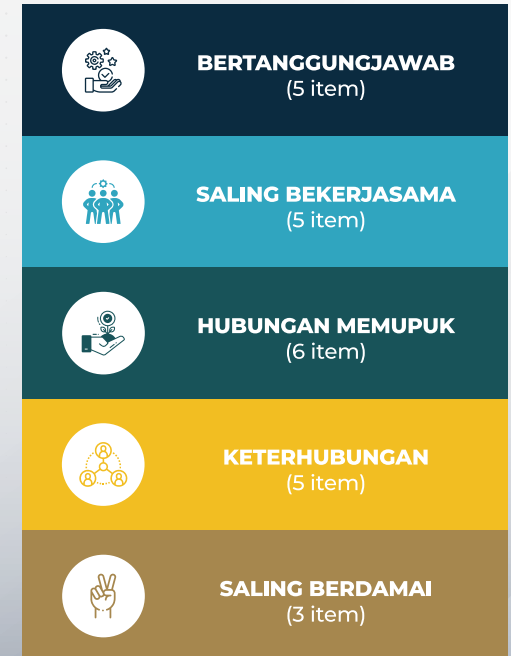 BERTANGGUNGJAWAB
(5 item)
SALING BEKERJASAMA
(5 item)
HUBUNGAN MEMUPUK
(6 item)
KETERHUBUNGAN
(5 item)
SALING BERDAMAI
(3 item)